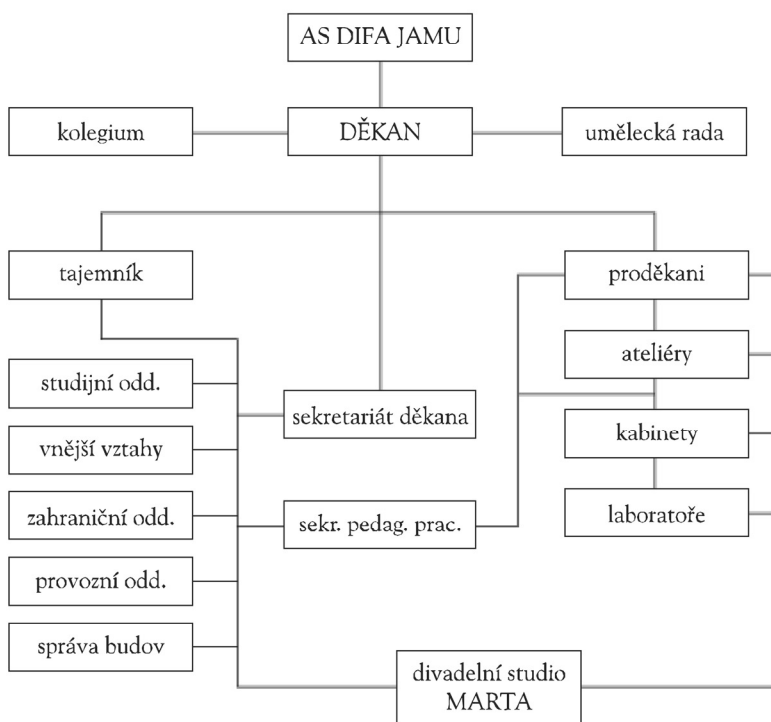 AS DIFA JAMU
kolegium
DĚKAN
umělecká rada
tajemník
proděkani
studijní odd.
ateliéry
sekretariát děkana
vnější vztahy
kabinety
zahraniční odd.
sekr. pedag. prac.
laboratoře
provozní odd.
správa budov
divadelní studio
MARTA